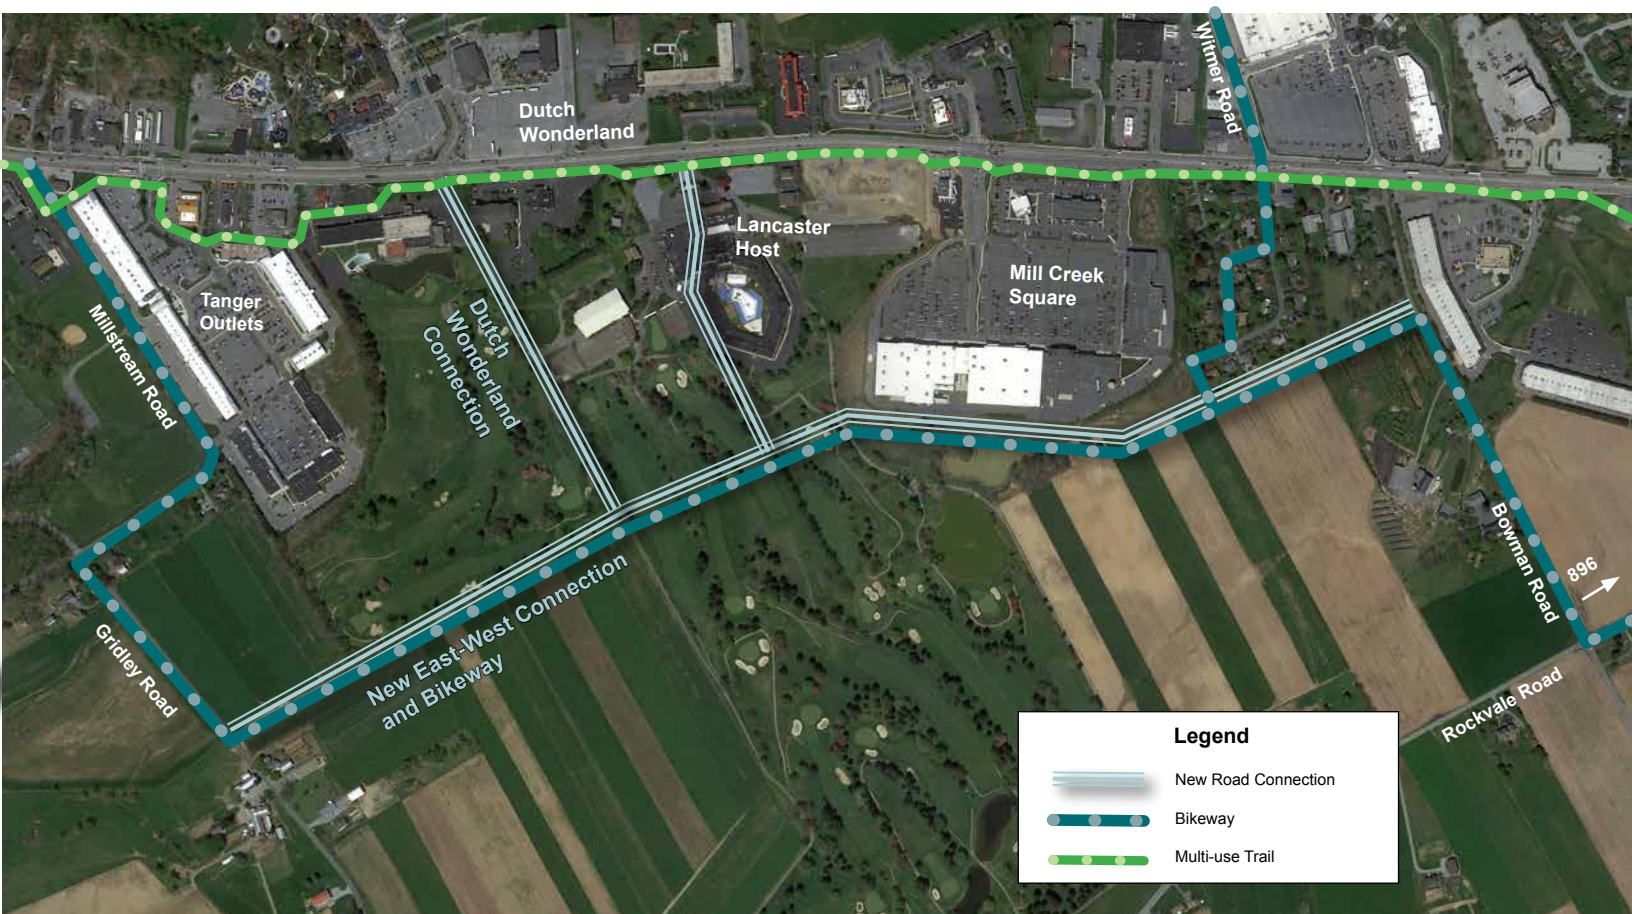 Witmer Road
Dutch
Wonderland
Lancaster
Host
Mill Creek
Square
Tanger
Outlets
Millstream Road
Dutch
Wonderland
Connection
New East-West Connection
and Bikeway
Gridley Road
Bowman Road
896
Rockvale Road
Legend
New Road Connection
Bikeway
Multi-use Trail